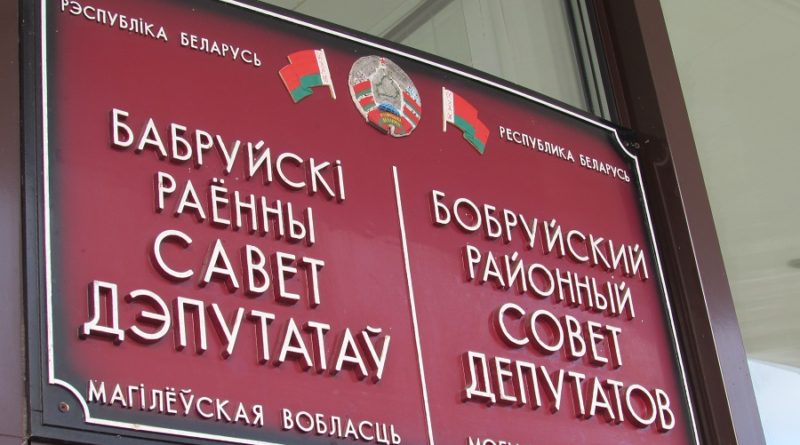 РЭСПУБЛІКА БЕЛАРУСЬ
БАБРУЙСКІ
РАЁННЫ
САВЕТ
ДЭПУТАТАЎ
МАГІЛЁЎСКАЯ ВОБЛАСЦЬ
РЕСПУБЛИКА БЕЛАРУСЬ
БОБРУЙСКИЙ
РАЙОННЫЙ
СОВЕТ
ДЕПУТАТОВ